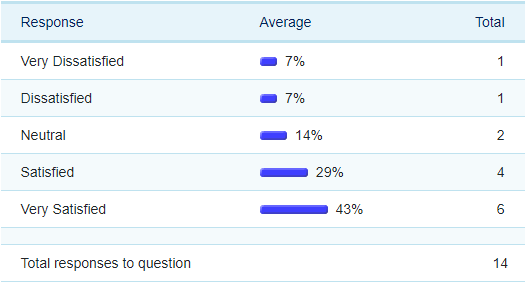 Response Average Total
Very Dissatisfied 7% 1
Dissatisfied 7% 1
Neutral 14% 2
Satisfied 29% 4
Very Satisfied 43% 6
Total responses to question 14